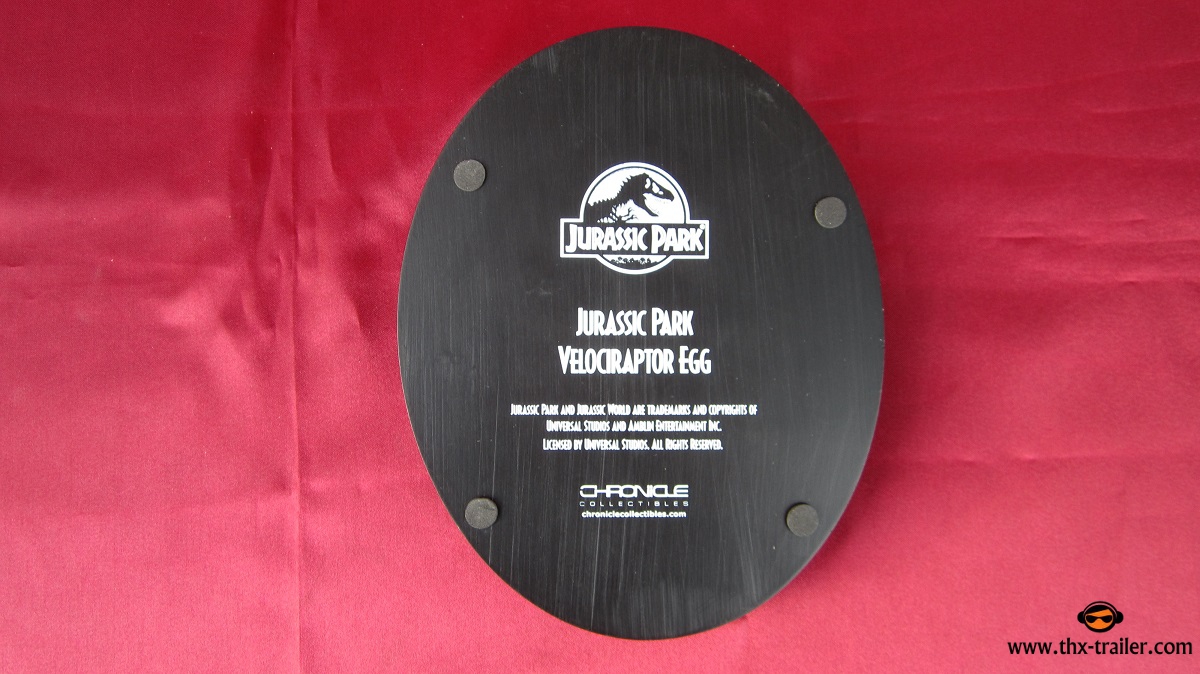 JURASSIC PARK®
JURASSIC PARK
VELOCIRAPTOR EGG
JURASSIC PARK AND JURASSIC WORLD ARE TRADEMARKS AND COPYRIGHTS OF
UNIVERSAL STUDIOS AND AMBLIN ENTERTAINMENT INC.
LICENSED BY UNIVERSAL STUDIOS. ALL RIGHTS RESERVED.
CHRONICLE
COLLECTIBLES
chroniclecollectibles.com
www.thx-trailer.com